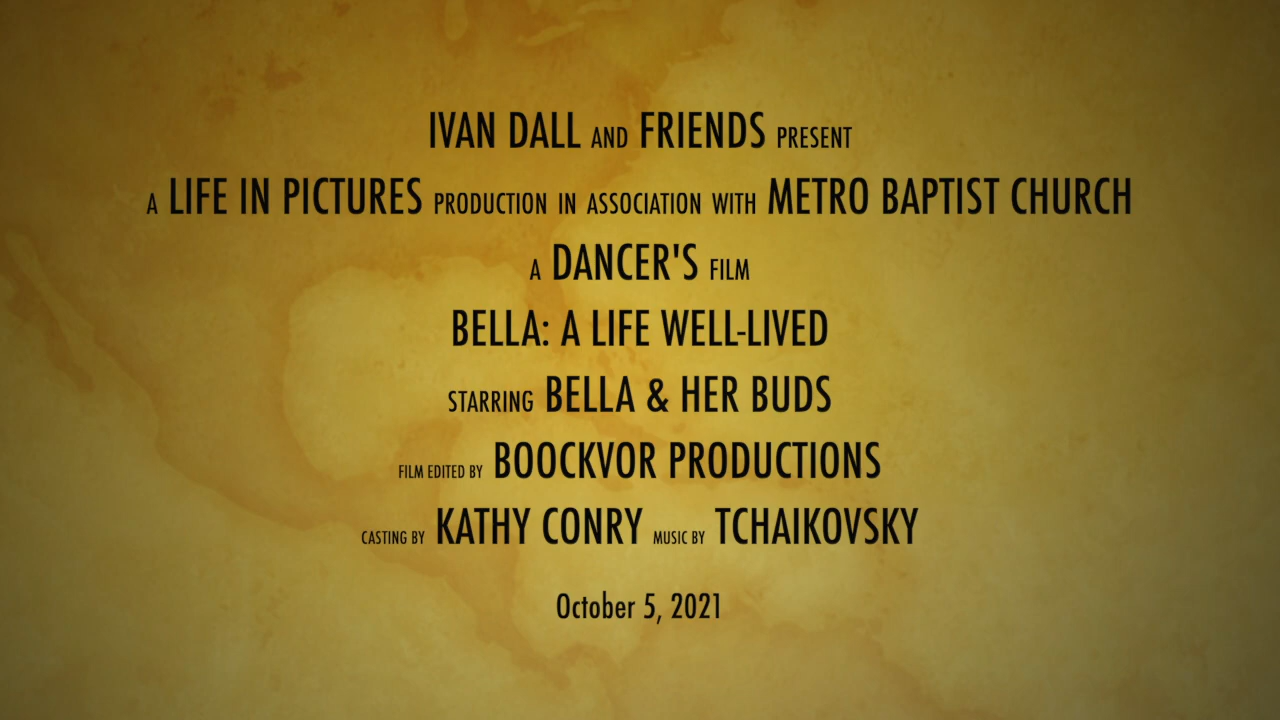 IVAN DALL AND FRIENDS PRESENT
A LIFE IN PICTURES PRODUCTION IN ASSOCIATION WITH METRO BAPTIST CHURCH
A DANCER'S FILM
BELLA: A LIFE WELL-LIVED
STARRING BELLA & HER BUDS
FILM EDITED BY BOOCKVOR PRODUCTIONS
CASTING BY KATHY CONRY MUSIC BY TCHAIKOVSKY
October 5, 2021